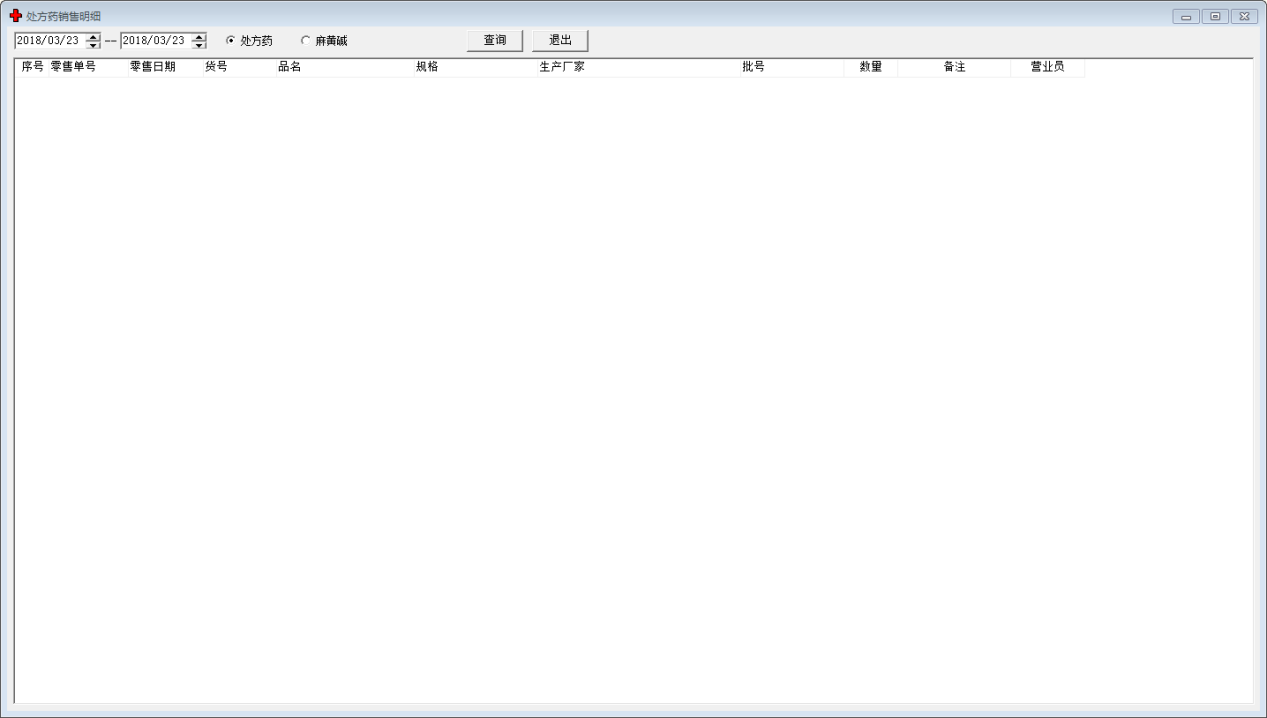 处方药销售明细
2018/03/23 -- 2018/03/23 处方药 麻黄碱 查询 退出
序号 零售单号 零售日期 货号 品名 规格 生产厂家 批号 数量 备注 营业员